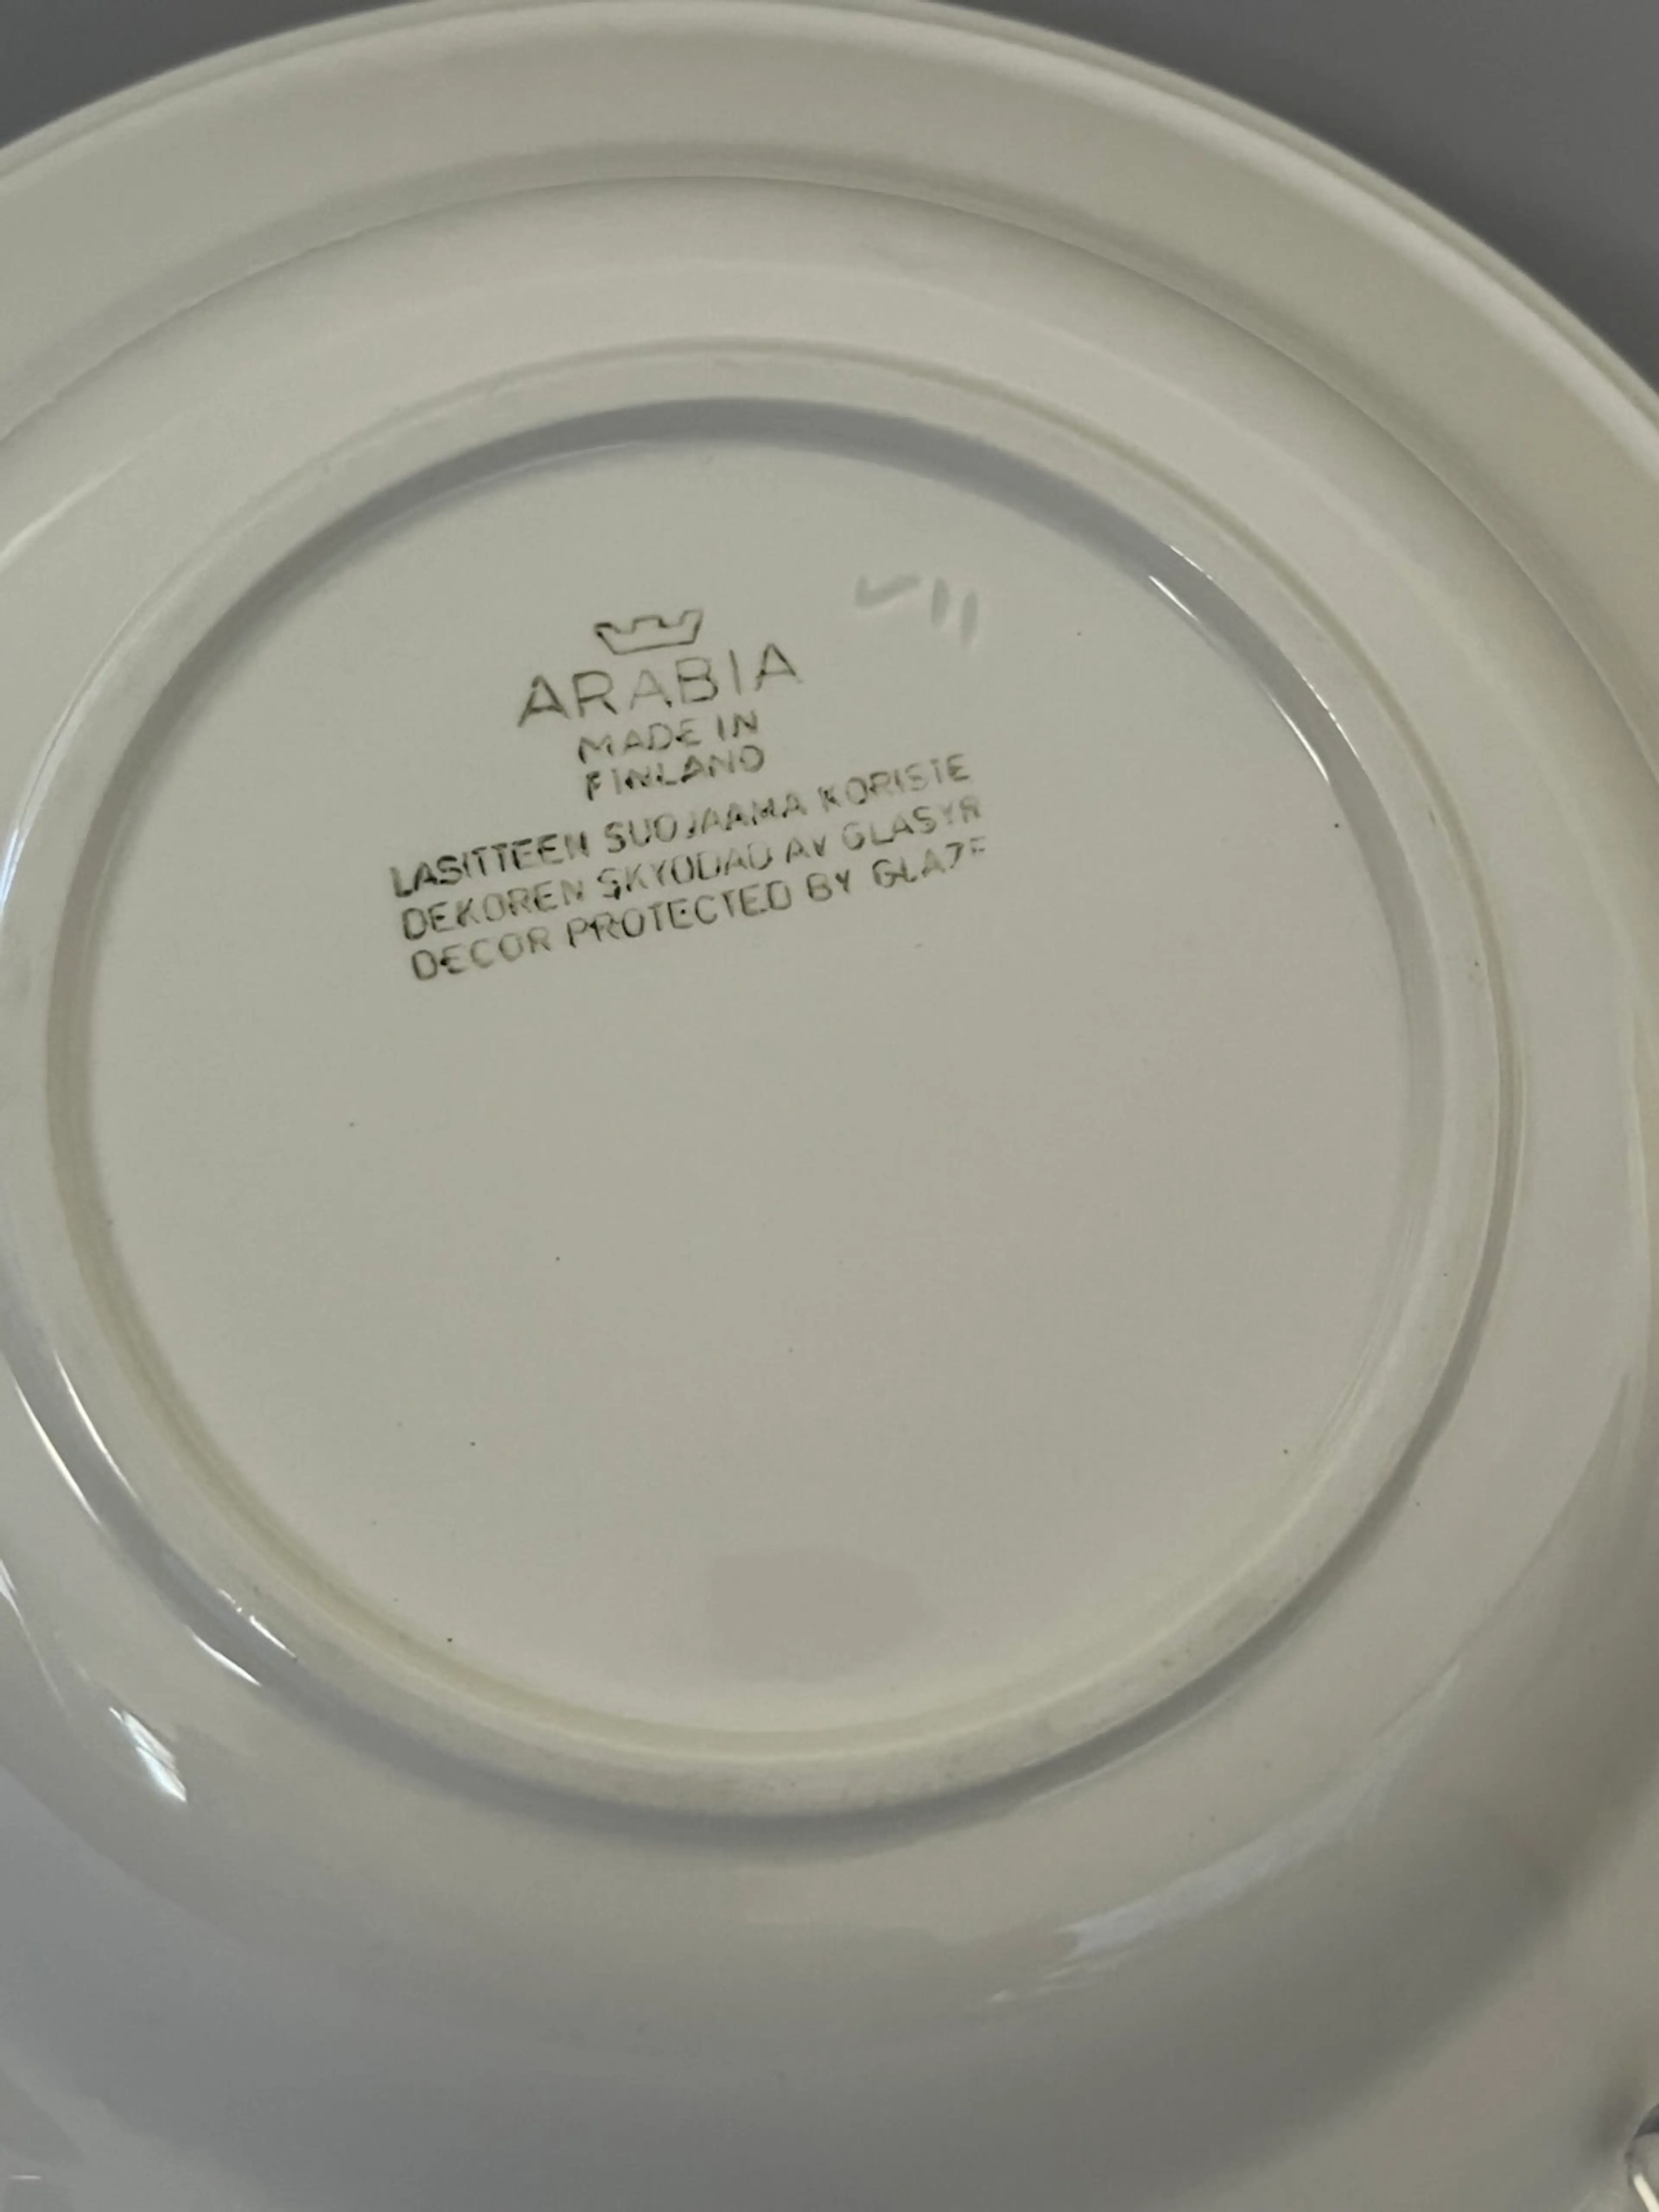 ARABIA
MADE IN
FINLAND
LASITTEEN SUOJAAMA KORISTE
DEKOREN SKYDDAD AV GLASYR
DECOR PROTECTED BY GLAZE